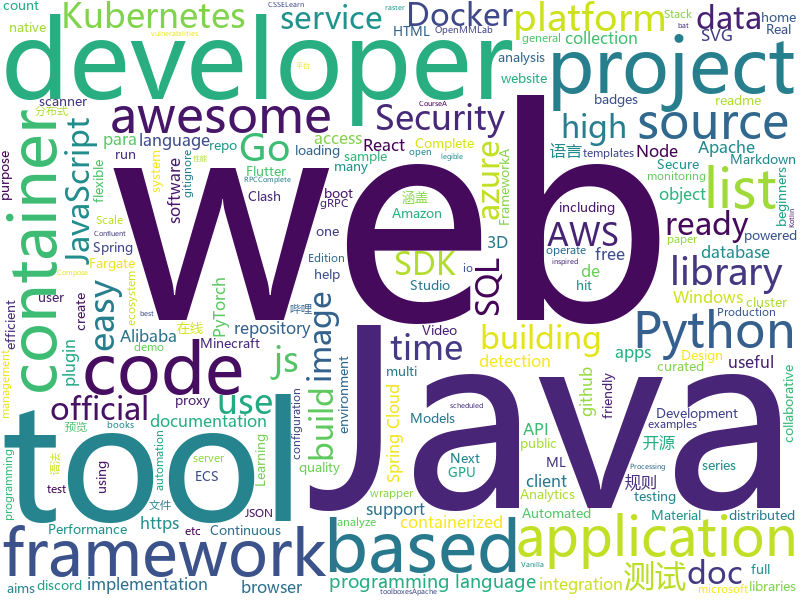 count
native
CSSELearn
raster
bat
Stack
home
Real
vulnerabilities
Kubernetes
service
HTML
OpenMMLab
Docker
platform
data
SVG
general
collection
analysis
website
平台
developer
project
scanner
分布式
awesome
Security
CourseA
badges
readme
source
container
JavaScript
para
language
repo
Go
access
React
Complete
open
legible
high
语言
templates
Node
Apache
Markdown
purpose
flexible
run
software
gitignore
性能
Flutter
loading
many
sample
azure
FrameworkA
Secure
monitoring
object
list
beginners
Kotlin
system
RPCComplete
Clash
boot
gRPC
涵盖
Amazon
including
web
AWS
ready
paper
powered
Scale
Confluent
Spring
Fargate
one
Edition
help
Studio
SDK
3D
io
SQL
operate
inspired
free
de
hit
database
library
user
easy
ecosystem
Compose
best
PyTorch
哔哩
image
Windows
cluster
Production
efficient
create
在线
Alibaba
repository
Minecraft
Video
time
building
Python
management
plugin
code
demo
js
environment
multi
detection
apps
Design
useful
curated
friendly
collaborative
official
proxy
use
build
Spring Cloud
Models
github
Development
examples
documentation
预览
books
configuration
API
public
开源
tool
Java
programming
语法
automation
server
Learning
Next
GPU
ML
client
规则
testing
series
test
using
ECS
JSON
quality
wrapper
scheduled
Analytics
Automated
文件
etc
Performance
https
Continuous
analyze
support
containerized
Material
distributed
Processing
framework
based
application
aims
discord
implementation
browser
programming language
toolboxesApache
integration
测试
Vanilla
doc
microsoft
full
libraries